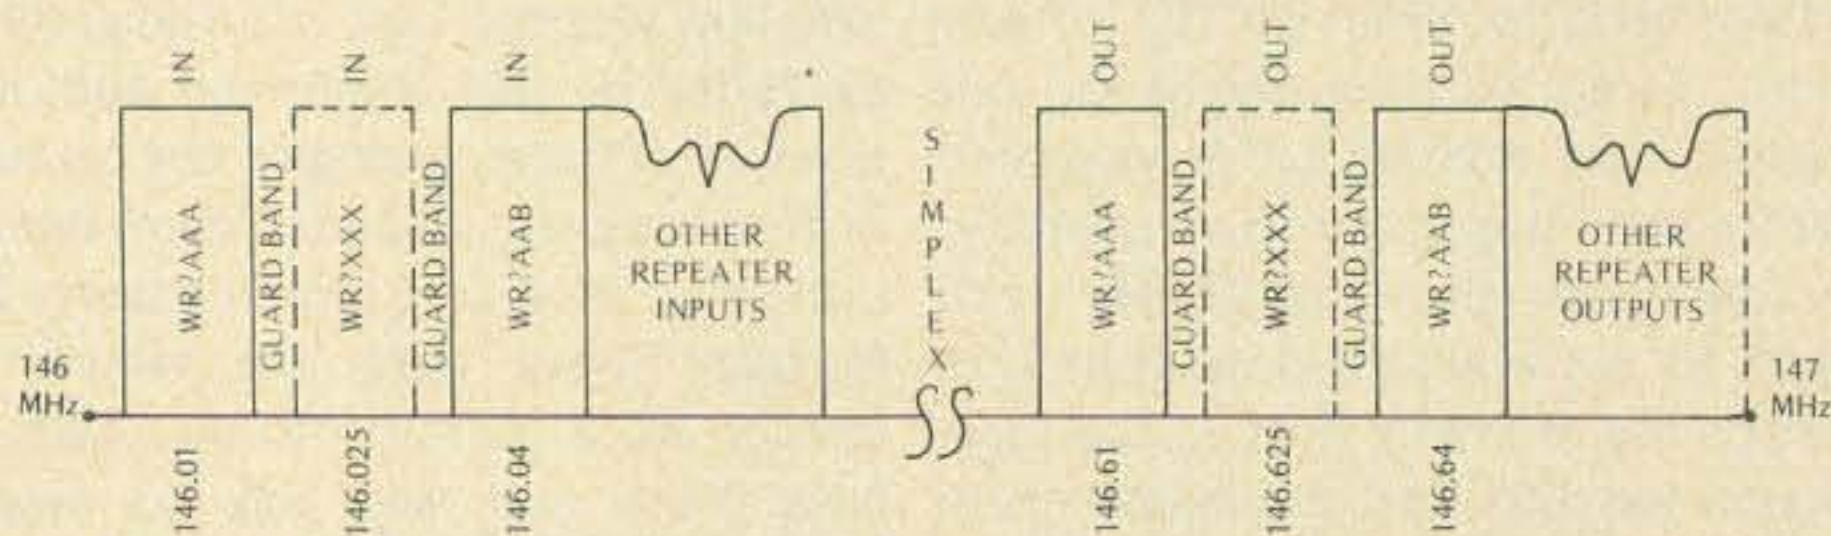 IN
IN
IN
OUT
OUT
OUT
WR?AAA
GUARD BAND
WR?XXX
GUARD BAND
WR?AAB
OTHER
REPEATER
INPUTS
SIMPLEX
WR?AAA
GUARD BAND
WR?XXX
GUARD BAND
WR?AAB
OTHER
REPEATER
OUTPUTS
146
MHz
147
MHz
146.01
146.025
146.04
146.61
146.625
146.64